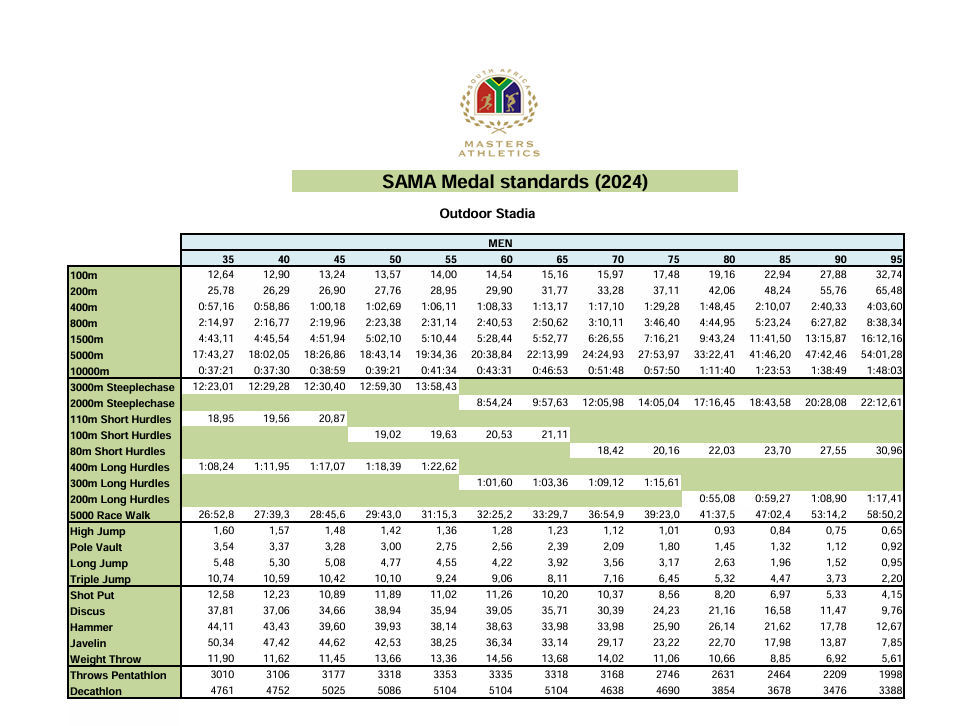 SOUTH AFRICA
MASTERS
ATHLETICS
SAMA Medal standards (2024)
Outdoor Stadia
MEN
35 40 45 50 55 60 65 70 75 80 85 90 95
100m 12,64 12,90 13,24 13,57 14,00 14,54 15,16 15,97 17,48 19,16 22,94 27,88 32,74
200m 25,78 26,29 26,90 27,76 28,95 29,90 31,77 33,28 37,11 42,06 48,24 55,76 65,48
400m 0:57,16 0:58,86 1:00,18 1:02,69 1:06,11 1:08,33 1:13,17 1:17,10 1:29,28 1:48,45 2:10,07 2:40,33 4:03,60
800m 2:14,97 2:16,77 2:19,96 2:23,38 2:31,14 2:40,53 2:50,62 3:10,11 3:46,40 4:44,95 5:23,24 6:27,82 8:38,34
1500m 4:43,11 4:45,54 4:51,94 5:02,10 5:10,44 5:28,44 5:52,77 6:26,55 7:16,21 9:43,24 11:41,50 13:15,87 16:12,16
5000m 17:43,27 18:02,05 18:26,86 18:43,14 19:34,36 20:38,84 22:13,99 24:24,93 27:53,97 33:22,41 41:46,20 47:42,46 54:01,28
10000m 0:37:21 0:37:30 0:38:59 0:39:21 0:41:34 0:43:31 0:46:53 0:51:48 0:57:50 1:11:40 1:23:53 1:38:49 1:48:03
3000m Steeplechase 12:23,01 12:29,28 12:30,40 12:59,30 13:58,43
2000m Steeplechase 8:54,24 9:57,63 12:05,98 14:05,04 17:16,45 18:43,58 20:28,08 22:12,61
110m Short Hurdles 18,95 19,56 20,87
100m Short Hurdles 19,02 19,63 20,53 21,11
80m Short Hurdles 18,42 20,16 22,03 23,70 27,55 30,96
400m Long Hurdles 1:08,24 1:11,95 1:17,07 1:18,39 1:22,62
300m Long Hurdles 1:01,60 1:03,36 1:09,12 1:15,61
200m Long Hurdles 0:55,08 0:59,27 1:08,90 1:17,41
5000 Race Walk 26:52,8 27:39,3 28:45,6 29:43,0 31:15,3 32:25,2 33:29,7 36:54,9 39:23,0 41:37,5 47:02,4 53:14,2 58:50,2
High Jump 1,60 1,57 1,48 1,42 1,36 1,28 1,23 1,12 1,01 0,93 0,84 0,75 0,65
Pole Vault 3,54 3,37 3,28 3,00 2,75 2,56 2,39 2,09 1,80 1,45 1,32 1,12 0,92
Long Jump 5,48 5,30 5,08 4,77 4,55 4,22 3,92 3,56 3,17 2,63 1,96 1,52 0,95
Triple Jump 10,74 10,59 10,42 10,10 9,24 9,06 8,11 7,16 6,45 5,32 4,47 3,73 2,20
Shot Put 12,58 12,23 10,89 11,89 11,02 11,26 10,20 10,37 8,56 8,20 6,97 5,33 4,15
Discus 37,81 37,06 34,66 38,94 35,94 39,05 35,71 30,39 24,23 21,16 16,58 11,47 9,76
Hammer 44,11 43,43 39,60 39,93 38,14 38,63 33,98 33,98 25,90 26,14 21,62 17,78 12,67
Javelin 50,34 47,42 44,62 42,53 38,25 36,34 33,14 29,17 23,22 22,70 17,98 13,87 7,85
Weight Throw 11,90 11,62 11,45 13,66 13,36 14,56 13,68 14,02 11,06 10,66 8,85 6,92 5,61
Throws Pentathlon 3010 3106 3177 3318 3353 3335 3318 3168 2746 2631 2464 2209 1998
Decathlon 4761 4752 5025 5086 5104 5104 5104 4638 4690 3854 3678 3476 3388